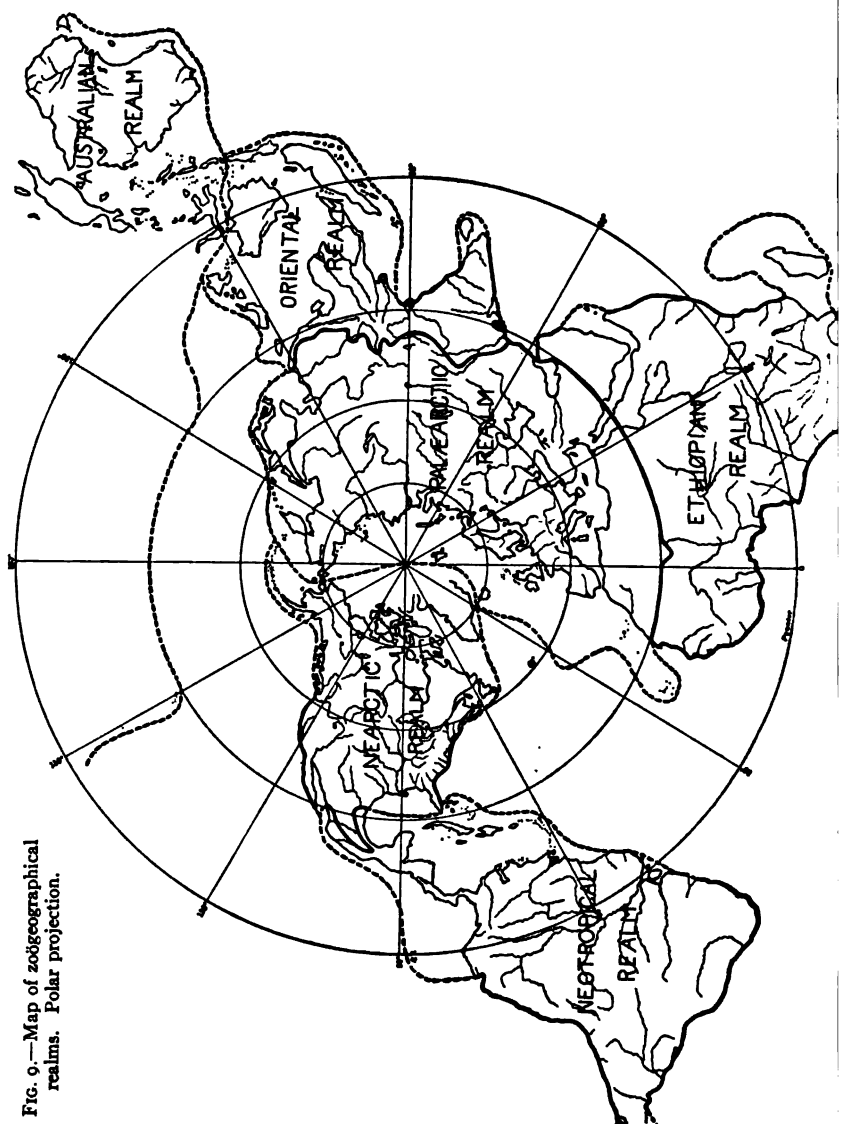 FIG. 9.—Map of zoögeographical
realms. Polar projection.
AUSTRALIAN
REALM
ORIENTAL
REALM
PALÆARCTIC
REALM
ETHIOPIAN
REALM
NEARCTIC
REALM
NEOTROPICAL
REALM